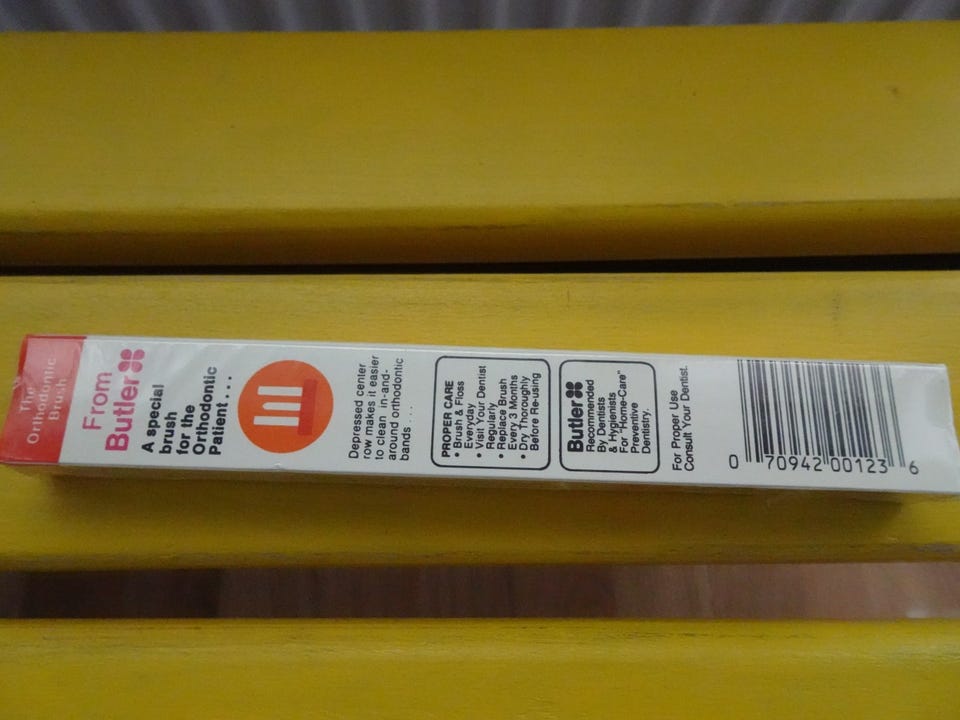 The
Orthodontic
Brush
From
Butler
A special
brush
for the
Orthodontic
Patient . . .
Depressed center
row makes it easier
to clean in-and-
around orthodontic
bands . . .
PROPER CARE
• Brush & Floss
Everyday
• Visit Your Dentist
Regularly
• Replace Brush
Every 3 Months
• Dry Thoroughly
Before Re-using
Butler
Recommended
By Dentists
& Hygienists
For "Home-Care"
Preventive
Dentistry.
For Proper Use
Consult Your Dentist.
0 70942 00123 6